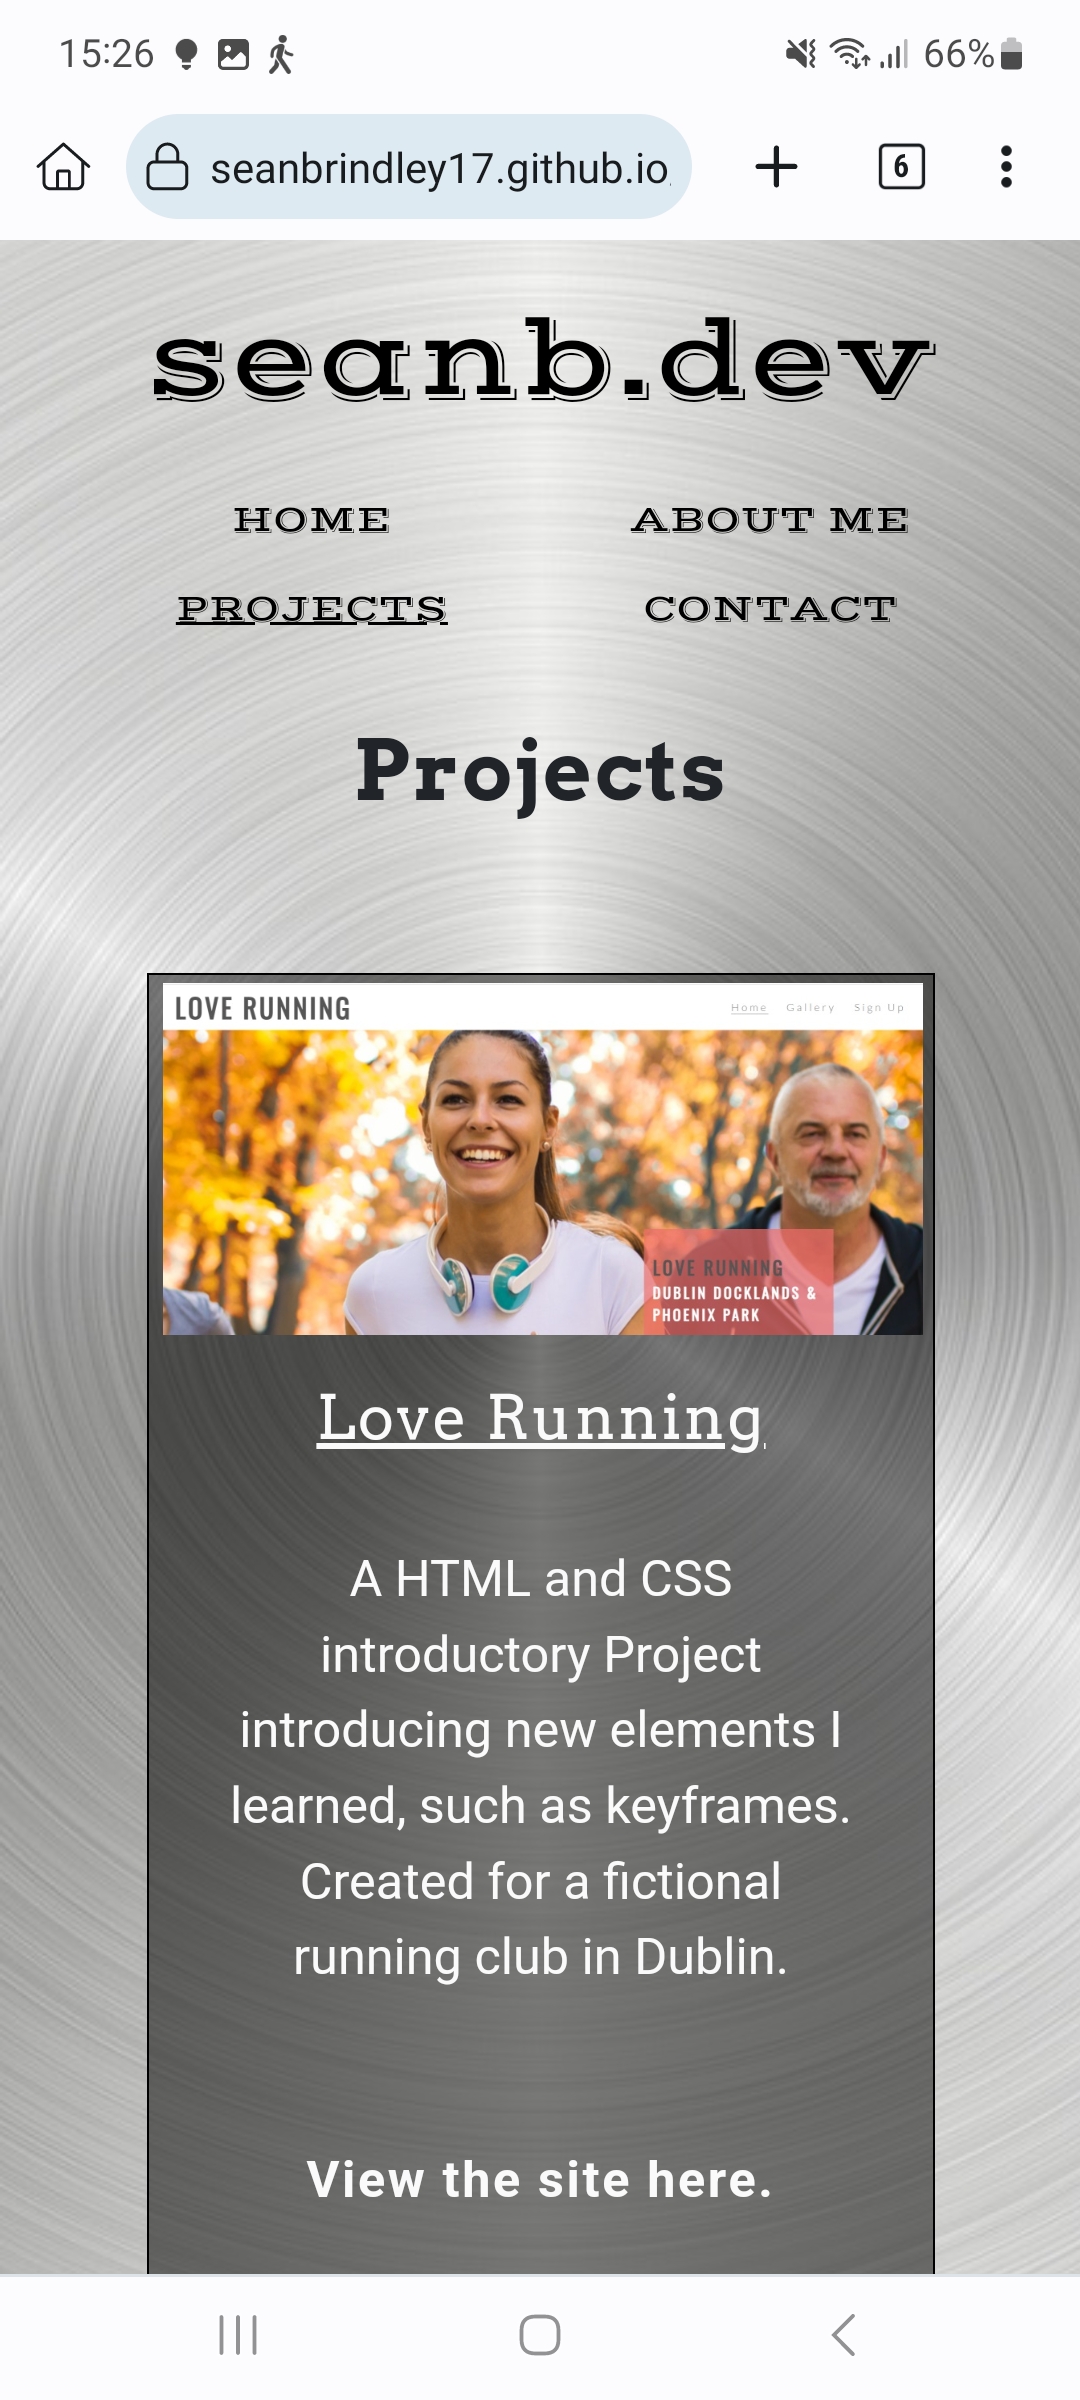 15:26 66%
seanbrindley17.github.io
6
seanb.dev
HOME ABOUT ME
PROJECTS CONTACT
Projects
LOVE RUNNING Home Gallery Sign Up
LOVE RUNNING
DUBLIN DOCKLANDS &
PHOENIX PARK
Love Running
A HTML and CSS
introductory Project
introducing new elements I
learned, such as keyframes.
Created for a fictional
running club in Dublin.
View the site here.